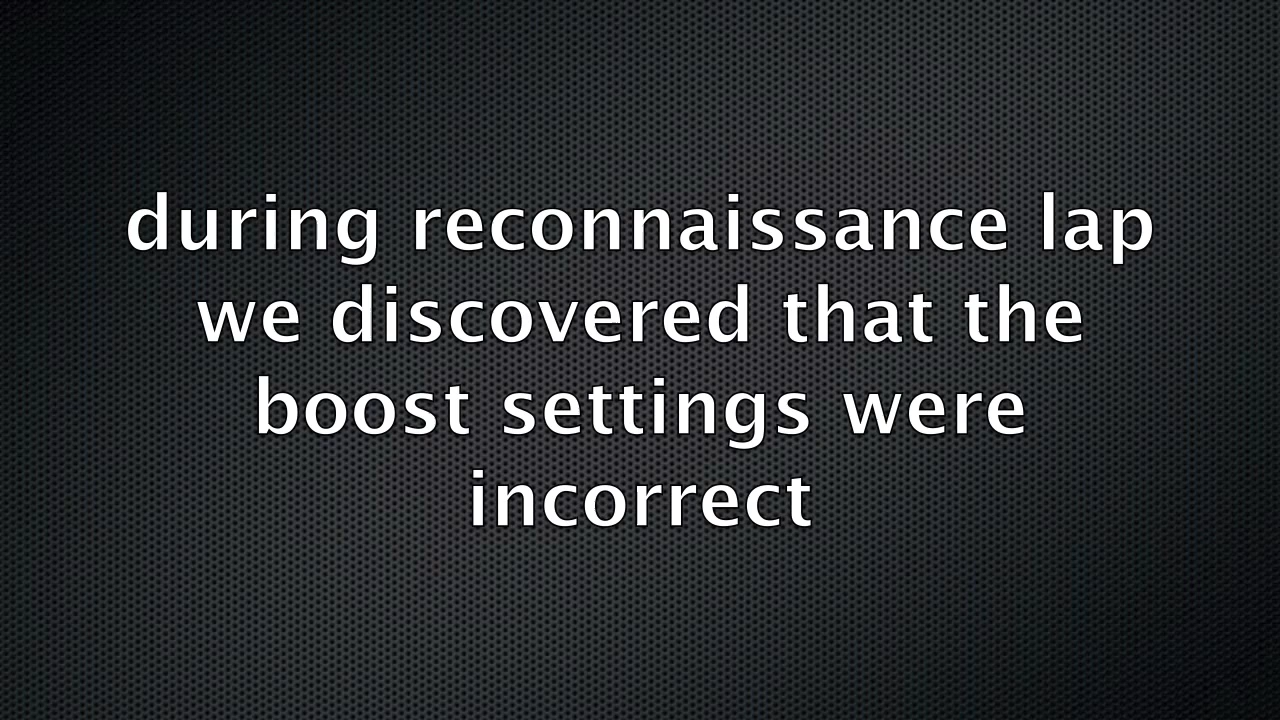 during reconnaissance lap
we discovered that the
boost settings were
incorrect